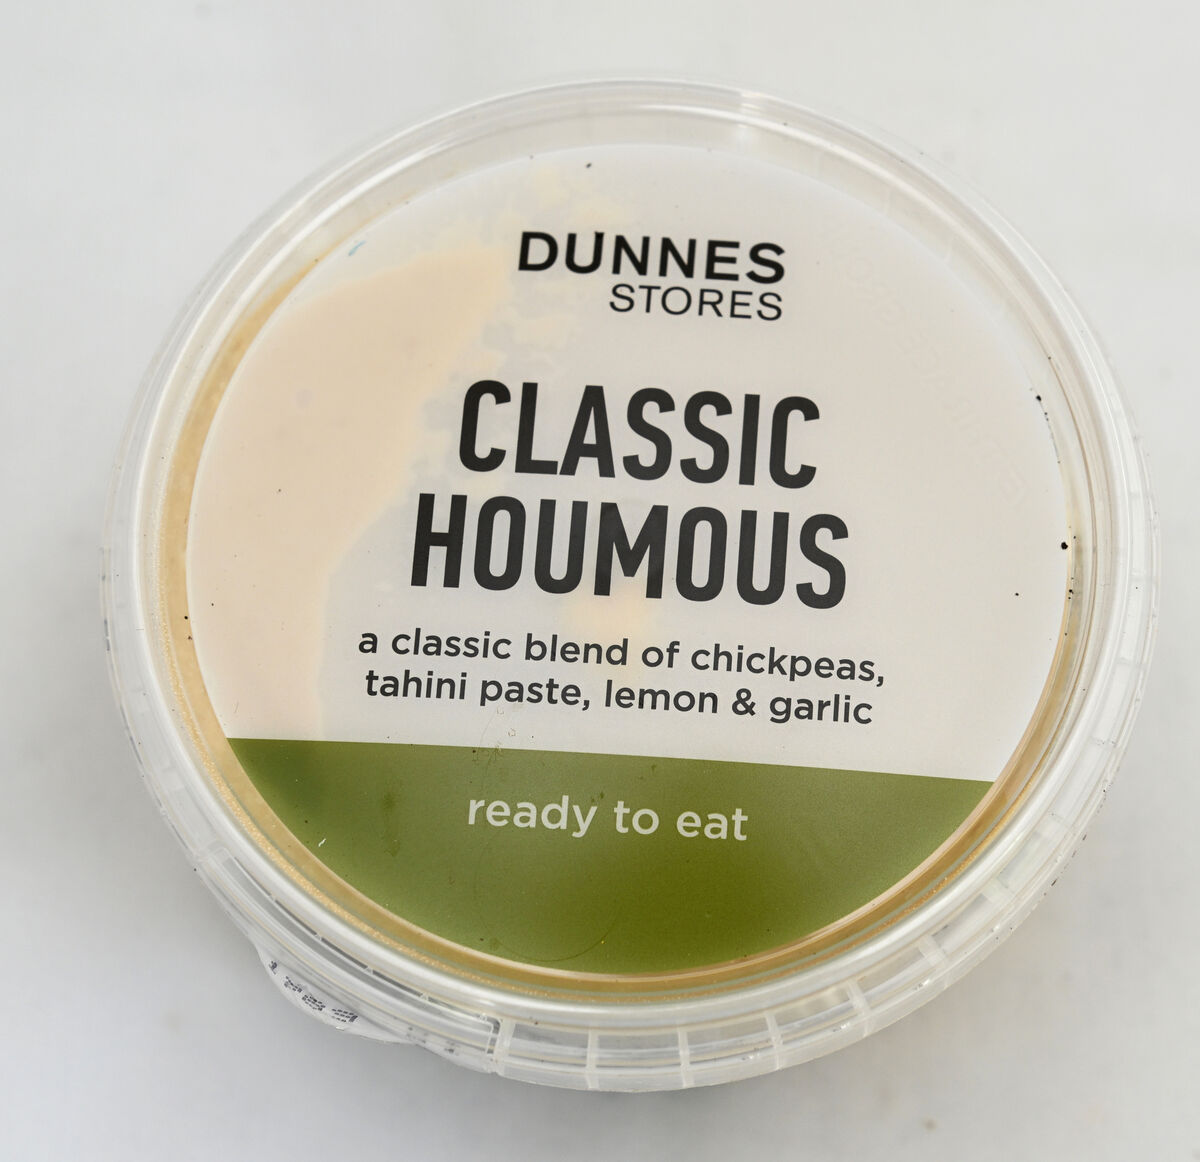 DUNNES
STORES
CLASSIC
HOUMOUS
a classic blend of chickpeas,
tahini paste, lemon & garlic
ready to eat